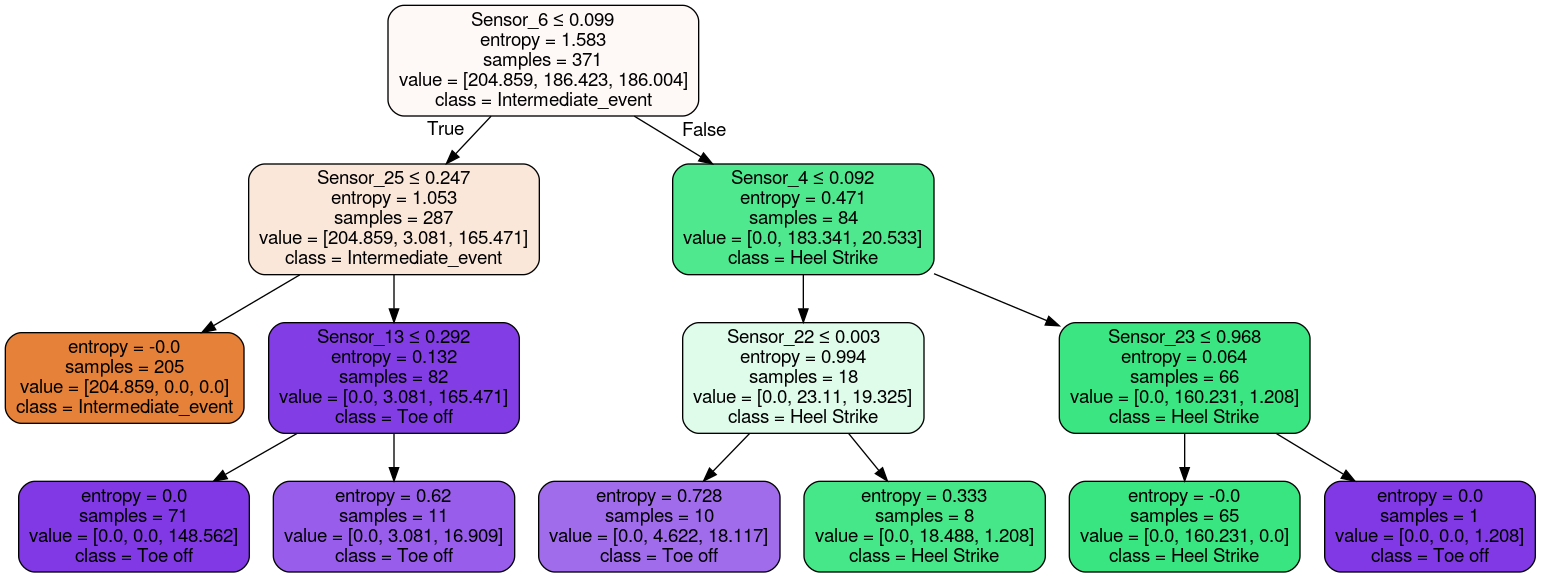 Sensor_6 ≤ 0.099
entropy = 1.583
samples = 371
value = [204.859, 186.423, 186.004]
class = Intermediate_event
True
False
Sensor_25 ≤ 0.247
entropy = 1.053
samples = 287
value = [204.859, 3.081, 165.471]
class = Intermediate_event
Sensor_4 ≤ 0.092
entropy = 0.471
samples = 84
value = [0.0, 183.341, 20.533]
class = Heel Strike
entropy = -0.0
samples = 205
value = [204.859, 0.0, 0.0]
class = Intermediate_event
Sensor_13 ≤ 0.292
entropy = 0.132
samples = 82
value = [0.0, 3.081, 165.471]
class = Toe off
Sensor_22 ≤ 0.003
entropy = 0.994
samples = 18
value = [0.0, 23.11, 19.325]
class = Heel Strike
Sensor_23 ≤ 0.968
entropy = 0.064
samples = 66
value = [0.0, 160.231, 1.208]
class = Heel Strike
entropy = 0.0
samples = 71
value = [0.0, 0.0, 148.562]
class = Toe off
entropy = 0.62
samples = 11
value = [0.0, 3.081, 16.909]
class = Toe off
entropy = 0.728
samples = 10
value = [0.0, 4.622, 18.117]
class = Toe off
entropy = 0.333
samples = 8
value = [0.0, 18.488, 1.208]
class = Heel Strike
entropy = -0.0
samples = 65
value = [0.0, 160.231, 0.0]
class = Heel Strike
entropy = 0.0
samples = 1
value = [0.0, 0.0, 1.208]
class = Toe off